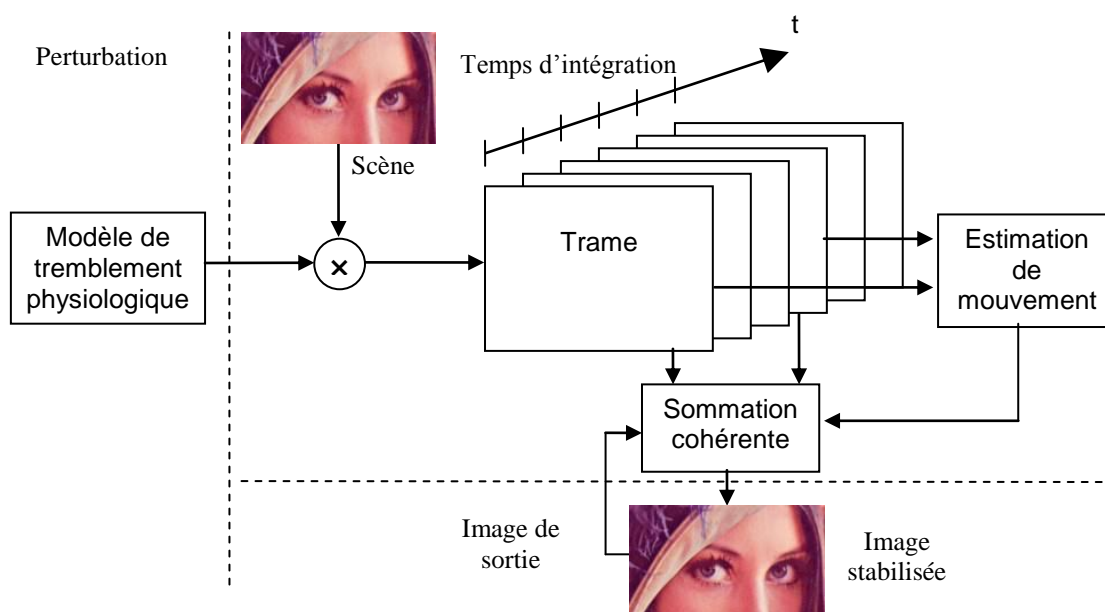 Perturbation
t
Temps d’intégration
Scène
Modèle de
tremblement
physiologique
×
Trame
Estimation
de
mouvement
Sommation
cohérente
Image de
sortie
Image
stabilisée